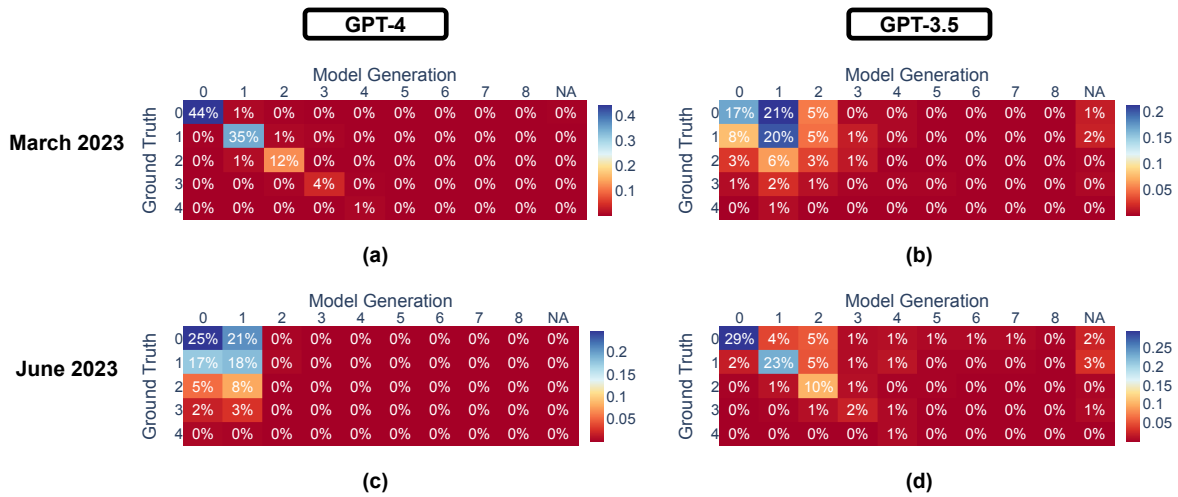 GPT-4 GPT-3.5
Model Generation Model Generation
0 1 2 3 4 5 6 7 8 NA 0 1 2 3 4 5 6 7 8 NA
March 2023
Ground Truth
0 44% 1% 0% 0% 0% 0% 0% 0% 0% 0%
1 0% 35% 1% 0% 0% 0% 0% 0% 0% 0%
2 0% 1% 12% 0% 0% 0% 0% 0% 0% 0%
3 0% 0% 0% 4% 0% 0% 0% 0% 0% 0%
4 0% 0% 0% 0% 1% 0% 0% 0% 0% 0%
0.4
0.3
0.2
0.1
(a)
Ground Truth
0 17% 21% 5% 0% 0% 0% 0% 0% 0% 1%
1 8% 20% 5% 1% 0% 0% 0% 0% 0% 2%
2 3% 6% 3% 1% 0% 0% 0% 0% 0% 0%
3 1% 2% 1% 0% 0% 0% 0% 0% 0% 0%
4 0% 1% 0% 0% 0% 0% 0% 0% 0% 0%
0.2
0.15
0.1
0.05
(b)
Model Generation Model Generation
0 1 2 3 4 5 6 7 8 NA 0 1 2 3 4 5 6 7 8 NA
June 2023
Ground Truth
0 25% 21% 0% 0% 0% 0% 0% 0% 0% 0%
1 17% 18% 0% 0% 0% 0% 0% 0% 0% 0%
2 5% 8% 0% 0% 0% 0% 0% 0% 0% 0%
3 2% 3% 0% 0% 0% 0% 0% 0% 0% 0%
4 0% 0% 0% 0% 0% 0% 0% 0% 0% 0%
0.2
0.15
0.1
0.05
(c)
Ground Truth
0 29% 4% 5% 1% 1% 1% 1% 1% 0% 2%
1 2% 23% 5% 1% 1% 0% 0% 0% 0% 3%
2 0% 1% 10% 1% 0% 0% 0% 0% 0% 0%
3 0% 0% 1% 2% 1% 0% 0% 0% 0% 1%
4 0% 0% 0% 0% 1% 0% 0% 0% 0% 0%
0.25
0.2
0.15
0.1
0.05
(d)